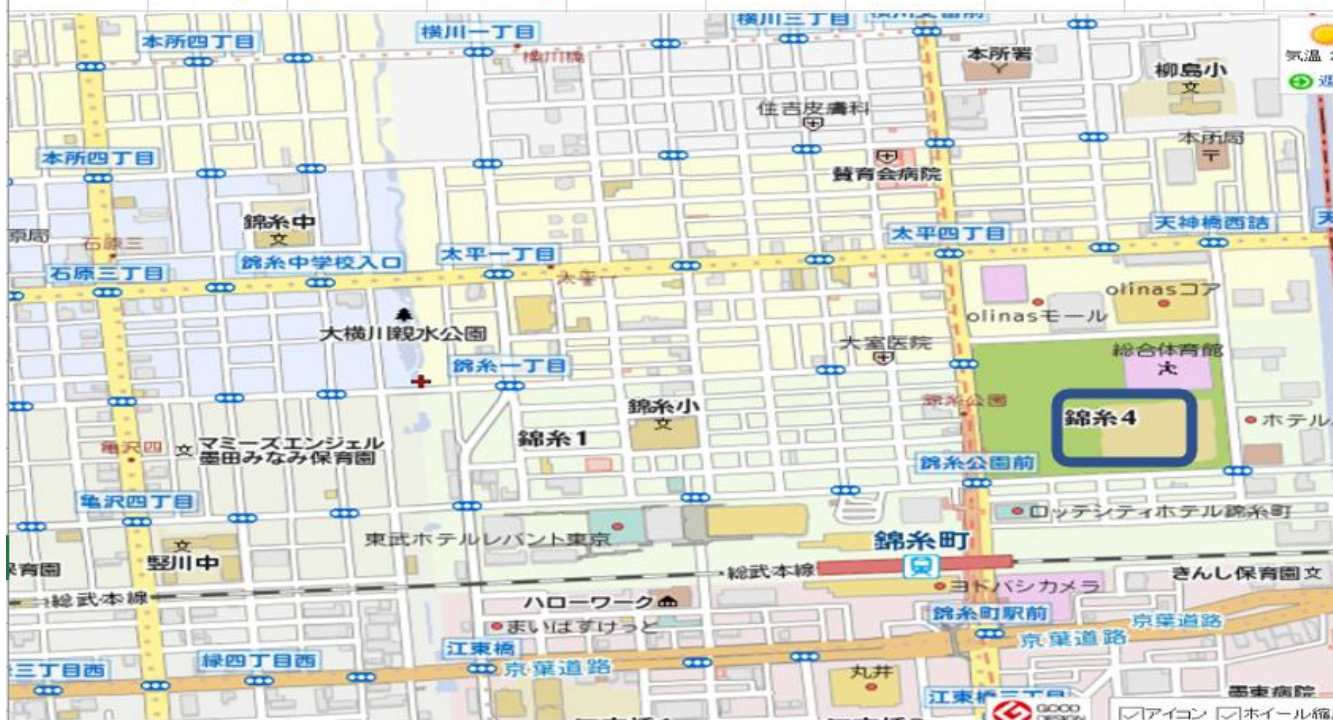 横川三丁目
横川一丁目
本所四丁目
横川橋
本所署
気温
柳島小
住吉皮膚科
本所局
本所四丁目
賛育会病院
錦糸中
天神橋西詰
太平四丁目
石原三
太平一丁目
錦糸中学校入口
石原三丁目
太平
olinasコア
olinasモール
大横川親水公園
大室医院
総合体育館
錦糸一丁目
錦糸公園
錦糸小
錦糸4
ホテル
錦糸1
亀沢四
マミーズエンジェル
墨田みなみ保育園
錦糸公園前
亀沢四丁目
ロッテシティホテル錦糸町
東武ホテルレバント東京
錦糸町
竪川中
保育園
総武本線
きんし保育園
ヨドバシカメラ
総武本線
ハローワーク
錦糸町駅前
まいばすけっと
京葉道路
京葉道路
江東橋
緑四丁目西
三丁目西
京葉道路
丸井
墨東病院
江東橋三丁目
GOOD
DESIGN
アイコン
ホイール縮